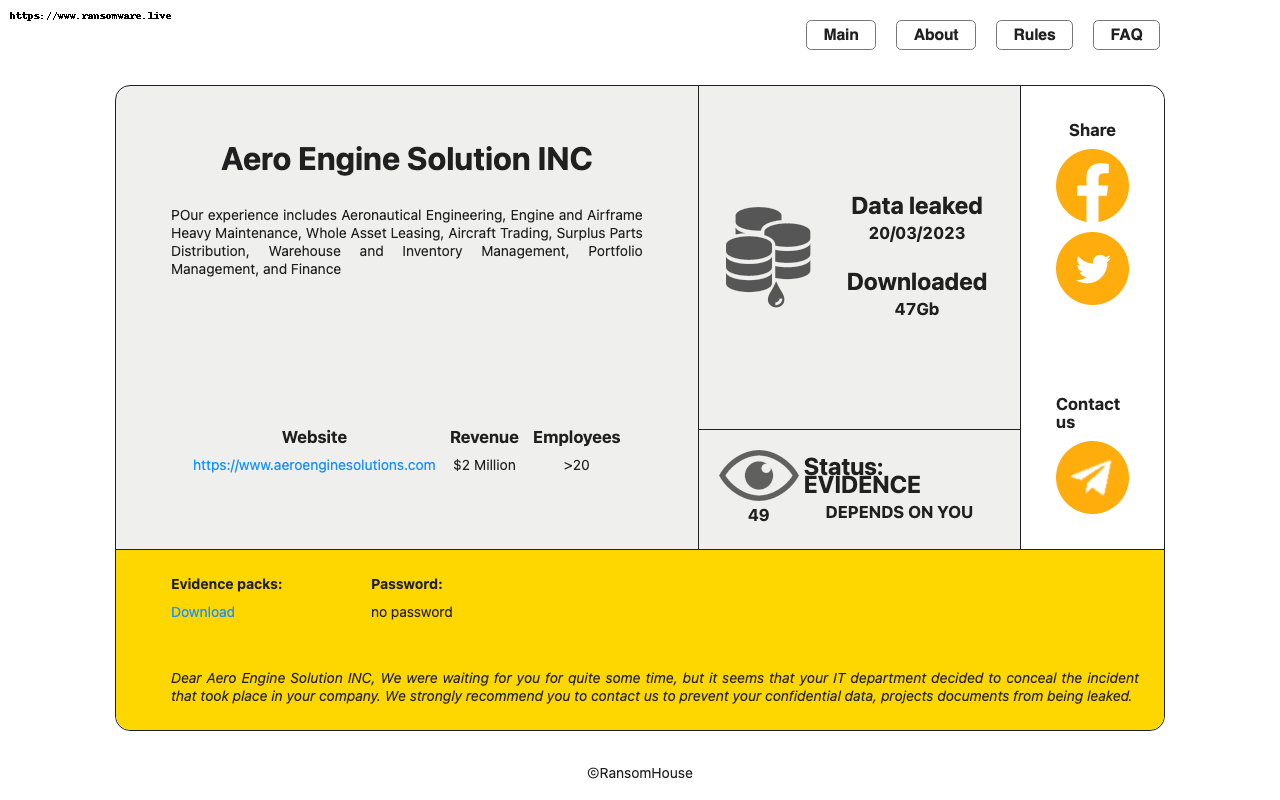 https://www.ransomware.live
Main About Rules FAQ
Aero Engine Solution INC
POur experience includes Aeronautical Engineering, Engine and Airframe
Heavy Maintenance, Whole Asset Leasing, Aircraft Trading, Surplus Parts
Distribution, Warehouse and Inventory Management, Portfolio
Management, and Finance
Website Revenue Employees
https://www.aeroenginesolutions.com $2 Million >20
Data leaked
20/03/2023
Downloaded
47Gb
Status:
EVIDENCE
49 DEPENDS ON YOU
Share
Contact
us
Evidence packs: Password:
Download no password
Dear Aero Engine Solution INC, We were waiting for you for quite some time, but it seems that your IT department decided to conceal the incident
that took place in your company. We strongly recommend you to contact us to prevent your confidential data, projects documents from being leaked.
©RansomHouse